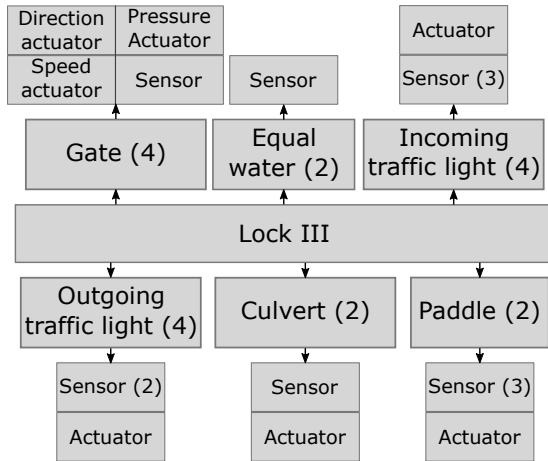 Direction
actuator
Pressure
Actuator
Speed
actuator
Sensor
Sensor
Actuator
Sensor (3)
Gate (4)
Equal
water (2)
Incoming
traffic light (4)
Lock III
Outgoing
traffic light (4)
Culvert (2)
Paddle (2)
Sensor (2)
Actuator
Sensor
Actuator
Sensor (3)
Actuator